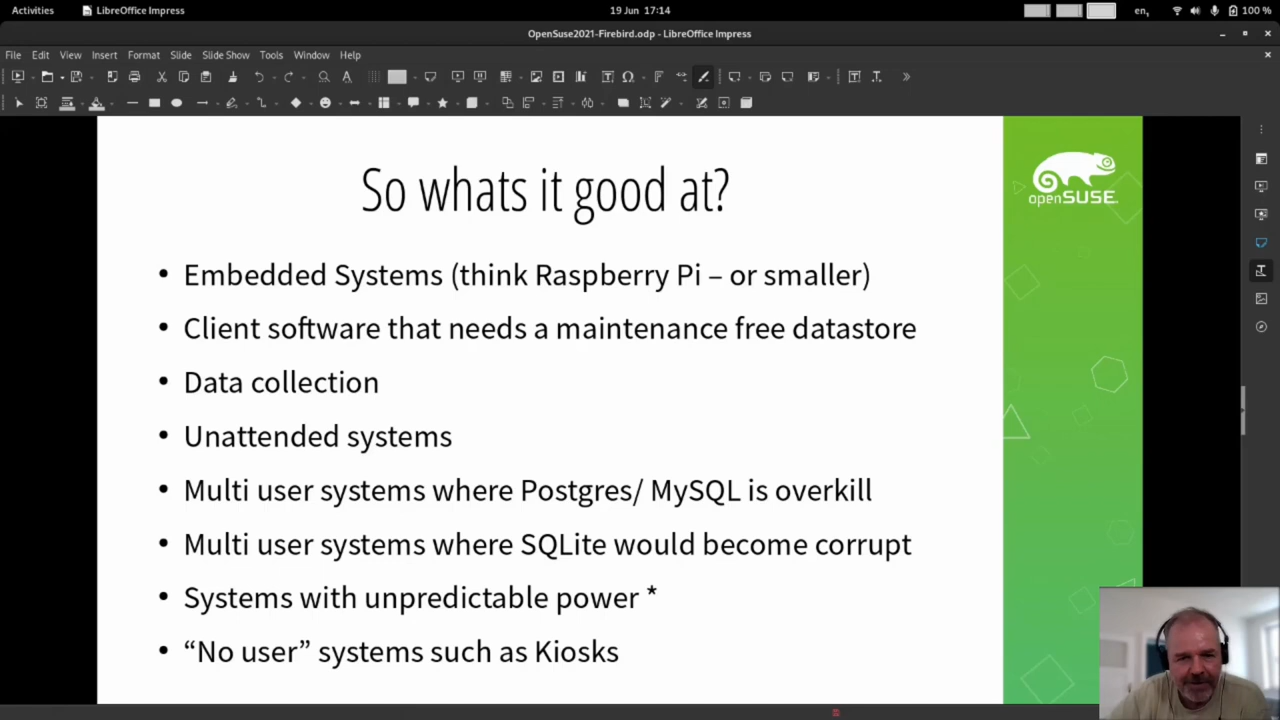 Activities
LibreOffice Impress
19 Jun 17:14
en,
100 %
OpenSuse2021-Firebird.odp - LibreOffice Impress
File Edit View Insert Format Slide Slide Show Tools Window Help
So whats it good at?
openSUSE
• Embedded Systems (think Raspberry Pi – or smaller)
• Client software that needs a maintenance free datastore
• Data collection
• Unattended systems
• Multi user systems where Postgres/ MySQL is overkill
• Multi user systems where SQLite would become corrupt
• Systems with unpredictable power *
• “No user” systems such as Kiosks